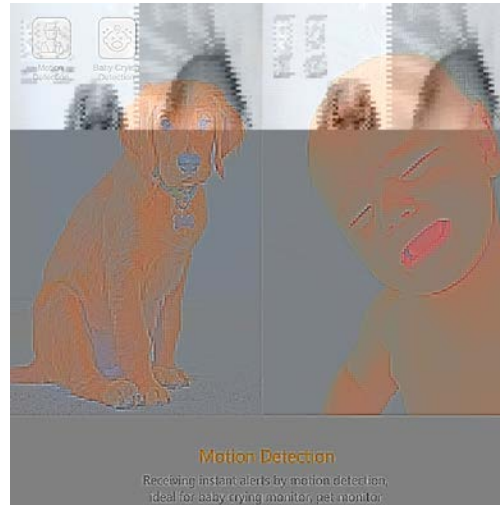 Motion
Detection
Baby Crying
Detection
Motion Detection
Receiving instant alerts by motion detection,
ideal for baby crying monitor, pet monitor